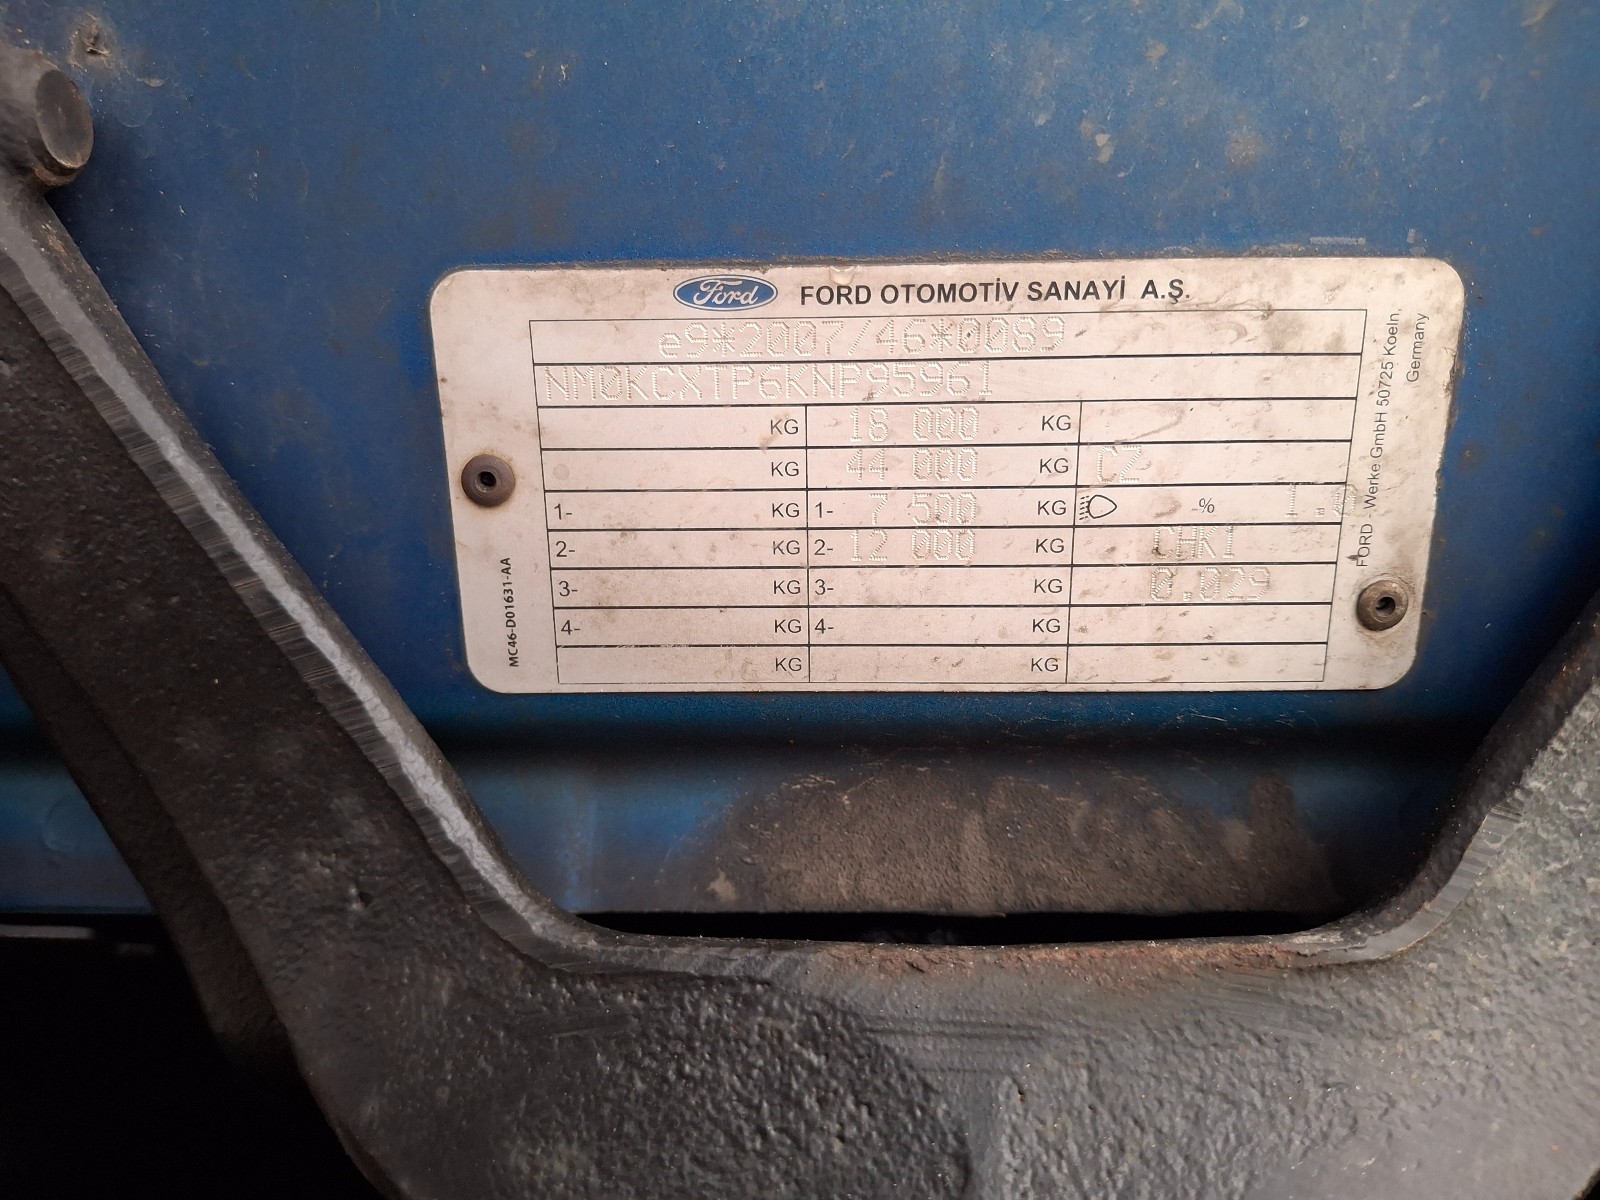 Ford FORD OTOMOTİV SANAYİ A.Ş.
e9*2007/46*0089
NM0KCXTP6KNP95961
KG 18 000 KG
KG 44 000 KG CZ
1- KG 1- 7 500 KG -% 1.0
2- KG 2- 12 000 KG CHK1
3- KG 3- KG 0.029
4- KG 4- KG
KG KG
MC46-D01631-AA
FORD - Werke GmbH 50725 Koeln,
Germany